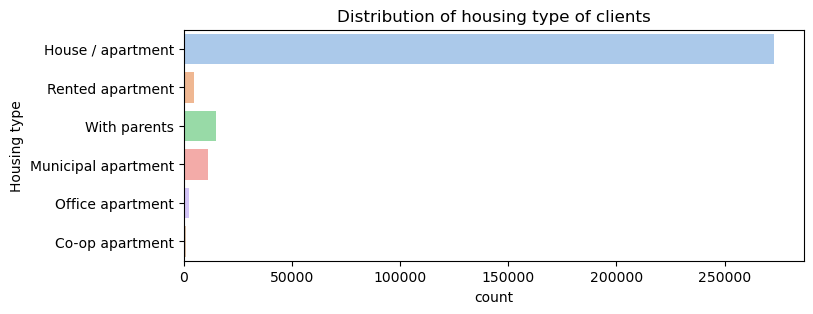 Distribution of housing type of clients
Housing type
House / apartment
Rented apartment
With parents
Municipal apartment
Office apartment
Co-op apartment
0 50000 100000 150000 200000 250000
count